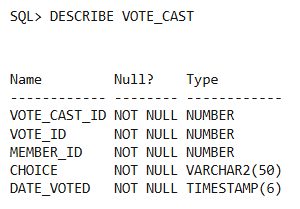 SQL> DESCRIBE VOTE_CAST
Name         Null?    Type
------------ -------- ------------
VOTE_CAST_ID NOT NULL NUMBER
VOTE_ID      NOT NULL NUMBER
MEMBER_ID    NOT NULL NUMBER
CHOICE       NOT NULL VARCHAR2(50)
DATE_VOTED   NOT NULL TIMESTAMP(6)